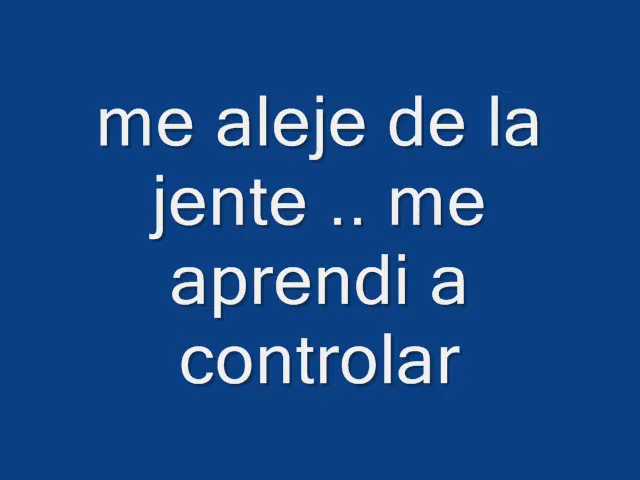 me aleje de la
jente .. me
aprendi a
controlar